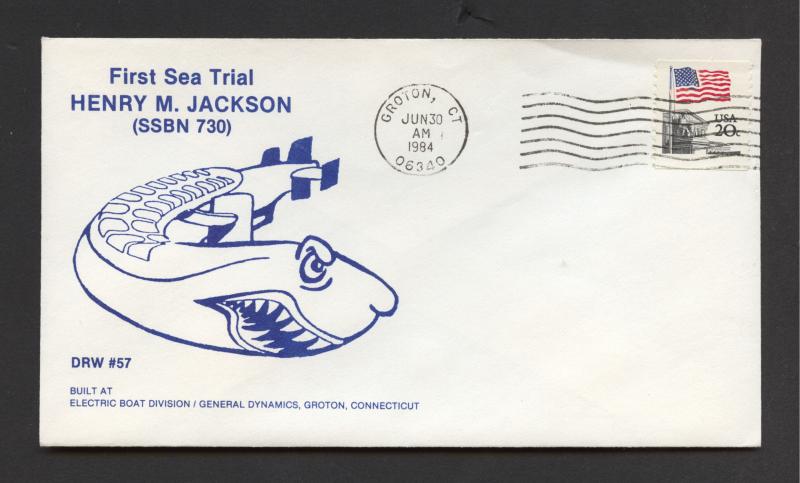 First Sea Trial
HENRY M. JACKSON
(SSBN 730)
GROTON, CT
JUN 30
AM
1984
06340
USA
20c
DRW #57
BUILT AT
ELECTRIC BOAT DIVISION / GENERAL DYNAMICS, GROTON, CONNECTICUT